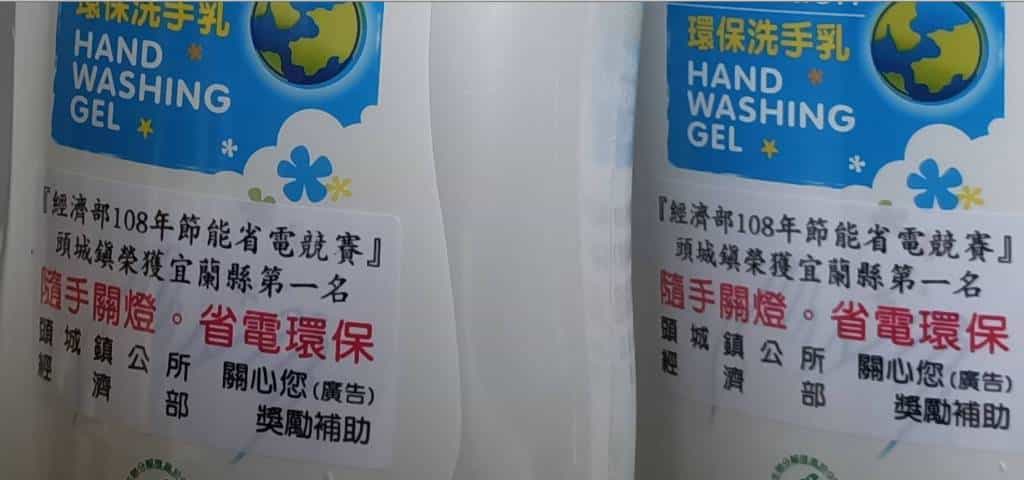 環保洗手乳
HAND
WASHING
GEL
『經濟部108年節能省電競賽』
頭城鎮榮獲宜蘭縣第一名
隨手關燈。省電環保
頭城鎮公所 關心您(廣告)
經濟部 獎勵補助
環保洗手乳
HAND
WASHING
GEL
『經濟部108年節能省電競賽』
頭城鎮榮獲宜蘭縣第一名
隨手關燈。省電環保
頭城鎮公所 關心您(廣告)
經濟部 獎勵補助